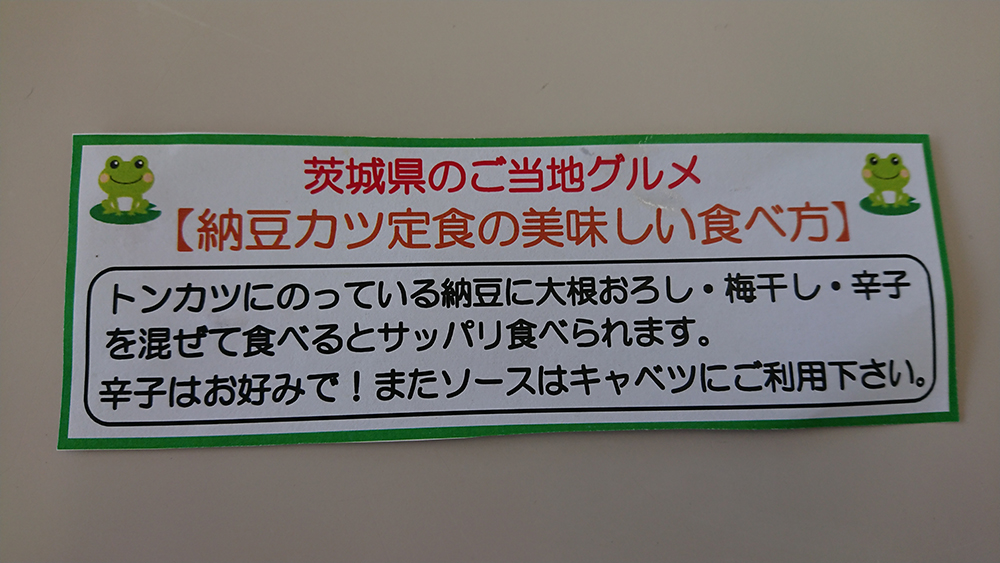 茨城県のご当地グルメ
【納豆カツ定食の美味しい食べ方】
トンカツにのっている納豆に大根おろし・梅干し・辛子
を混ぜて食べるとサッパリ食べられます。
辛子はお好みで！またソースはキャベツにご利用下さい。